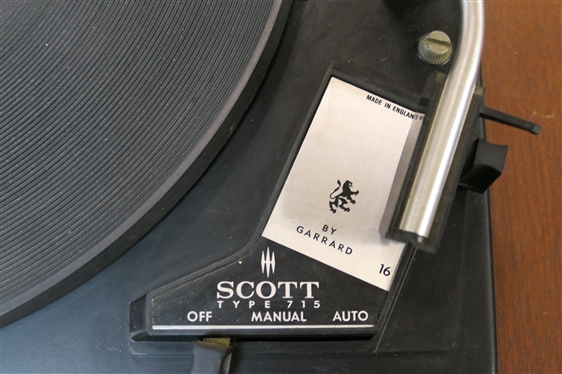 MADE IN ENGLAND
16
BY
GARRARD
SCOTT
TYPE 715
OFF MANUAL AUTO